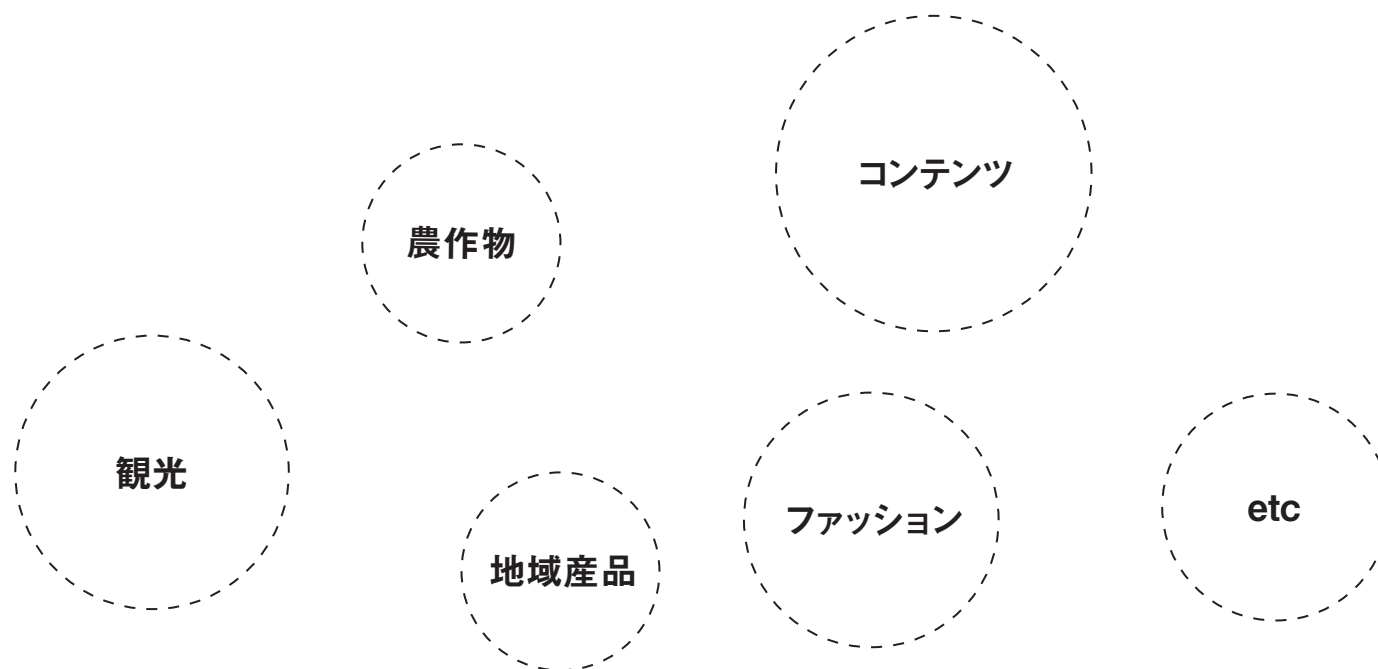 コンテンツ
農作物
観光
ファッション
etc
地域産品